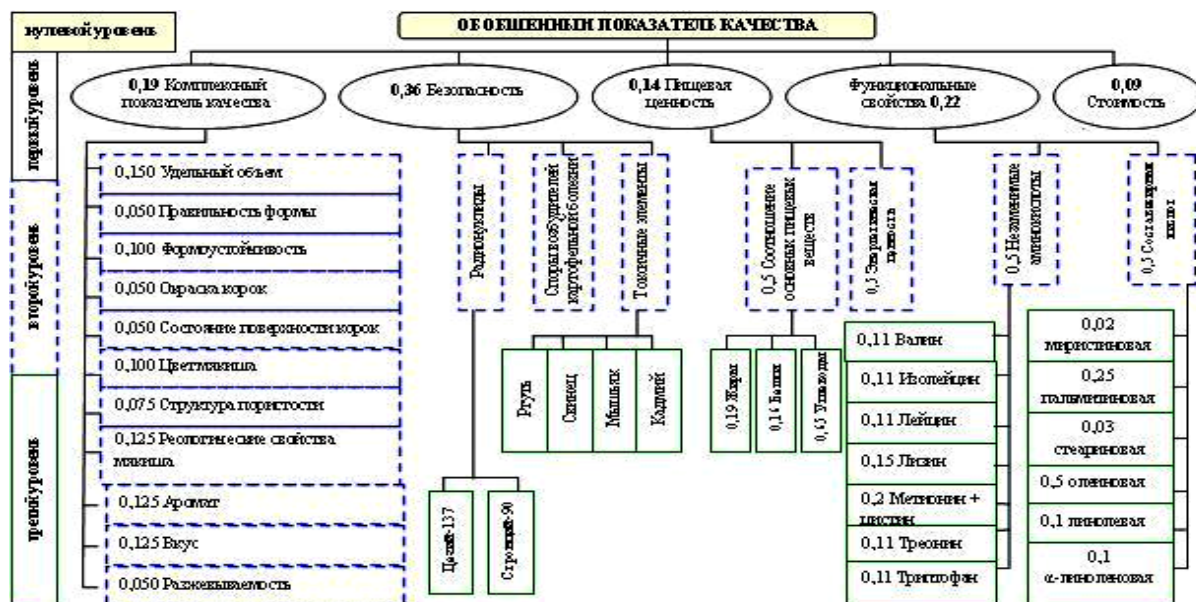 нулевой уровень
ОБОБШЕННЫЙ ПОКАЗАТЕЛЬ КАЧЕСТВА
первый уровень
второй уровень
третий уровень
0,19 Комплексный
показатель качества
0,36 Безопасность
0,14 Пищевая
ценность
Функциональные
свойства 0,22
0,09
Стоимость
0,150 Удельный объем
0,050 Правильность формы
0,100 Формоустойчивость
0,050 Окраска корок
0,050 Состояние поверхности корок
0,100 Цвет мякиша
0,075 Структура пористости
0,125 Реологические свойства
мякиша
0,125 Аромат
0,125 Вкус
0,050 Разжевываемость
Радионуклиды
Споры возбудителей
картофельной болезни
Токсичные элементы
0,5 Соотношение
основных пищевых
веществ
0,5 Энергетическая
ценность
0,5 Незаменимые
аминокислоты
0,5 Состав жирных
кислот
Цезий-137
Стронций-90
Ртуть
Свинец
Мышьяк
Кадмий
0,19 Жиры
0,16 Белки
0,65 Углеводы
0,11 Валин
0,11 Изолейцин
0,11 Лейцин
0,15 Лизин
0,2 Метионин +
цистин
0,11 Треонин
0,11 Триптофан
0,02
миристиновая
0,25
пальмитиновая
0,03
стеариновая
0,5 олеиновая
0,1 линолевая
0,1
α-линоленовая